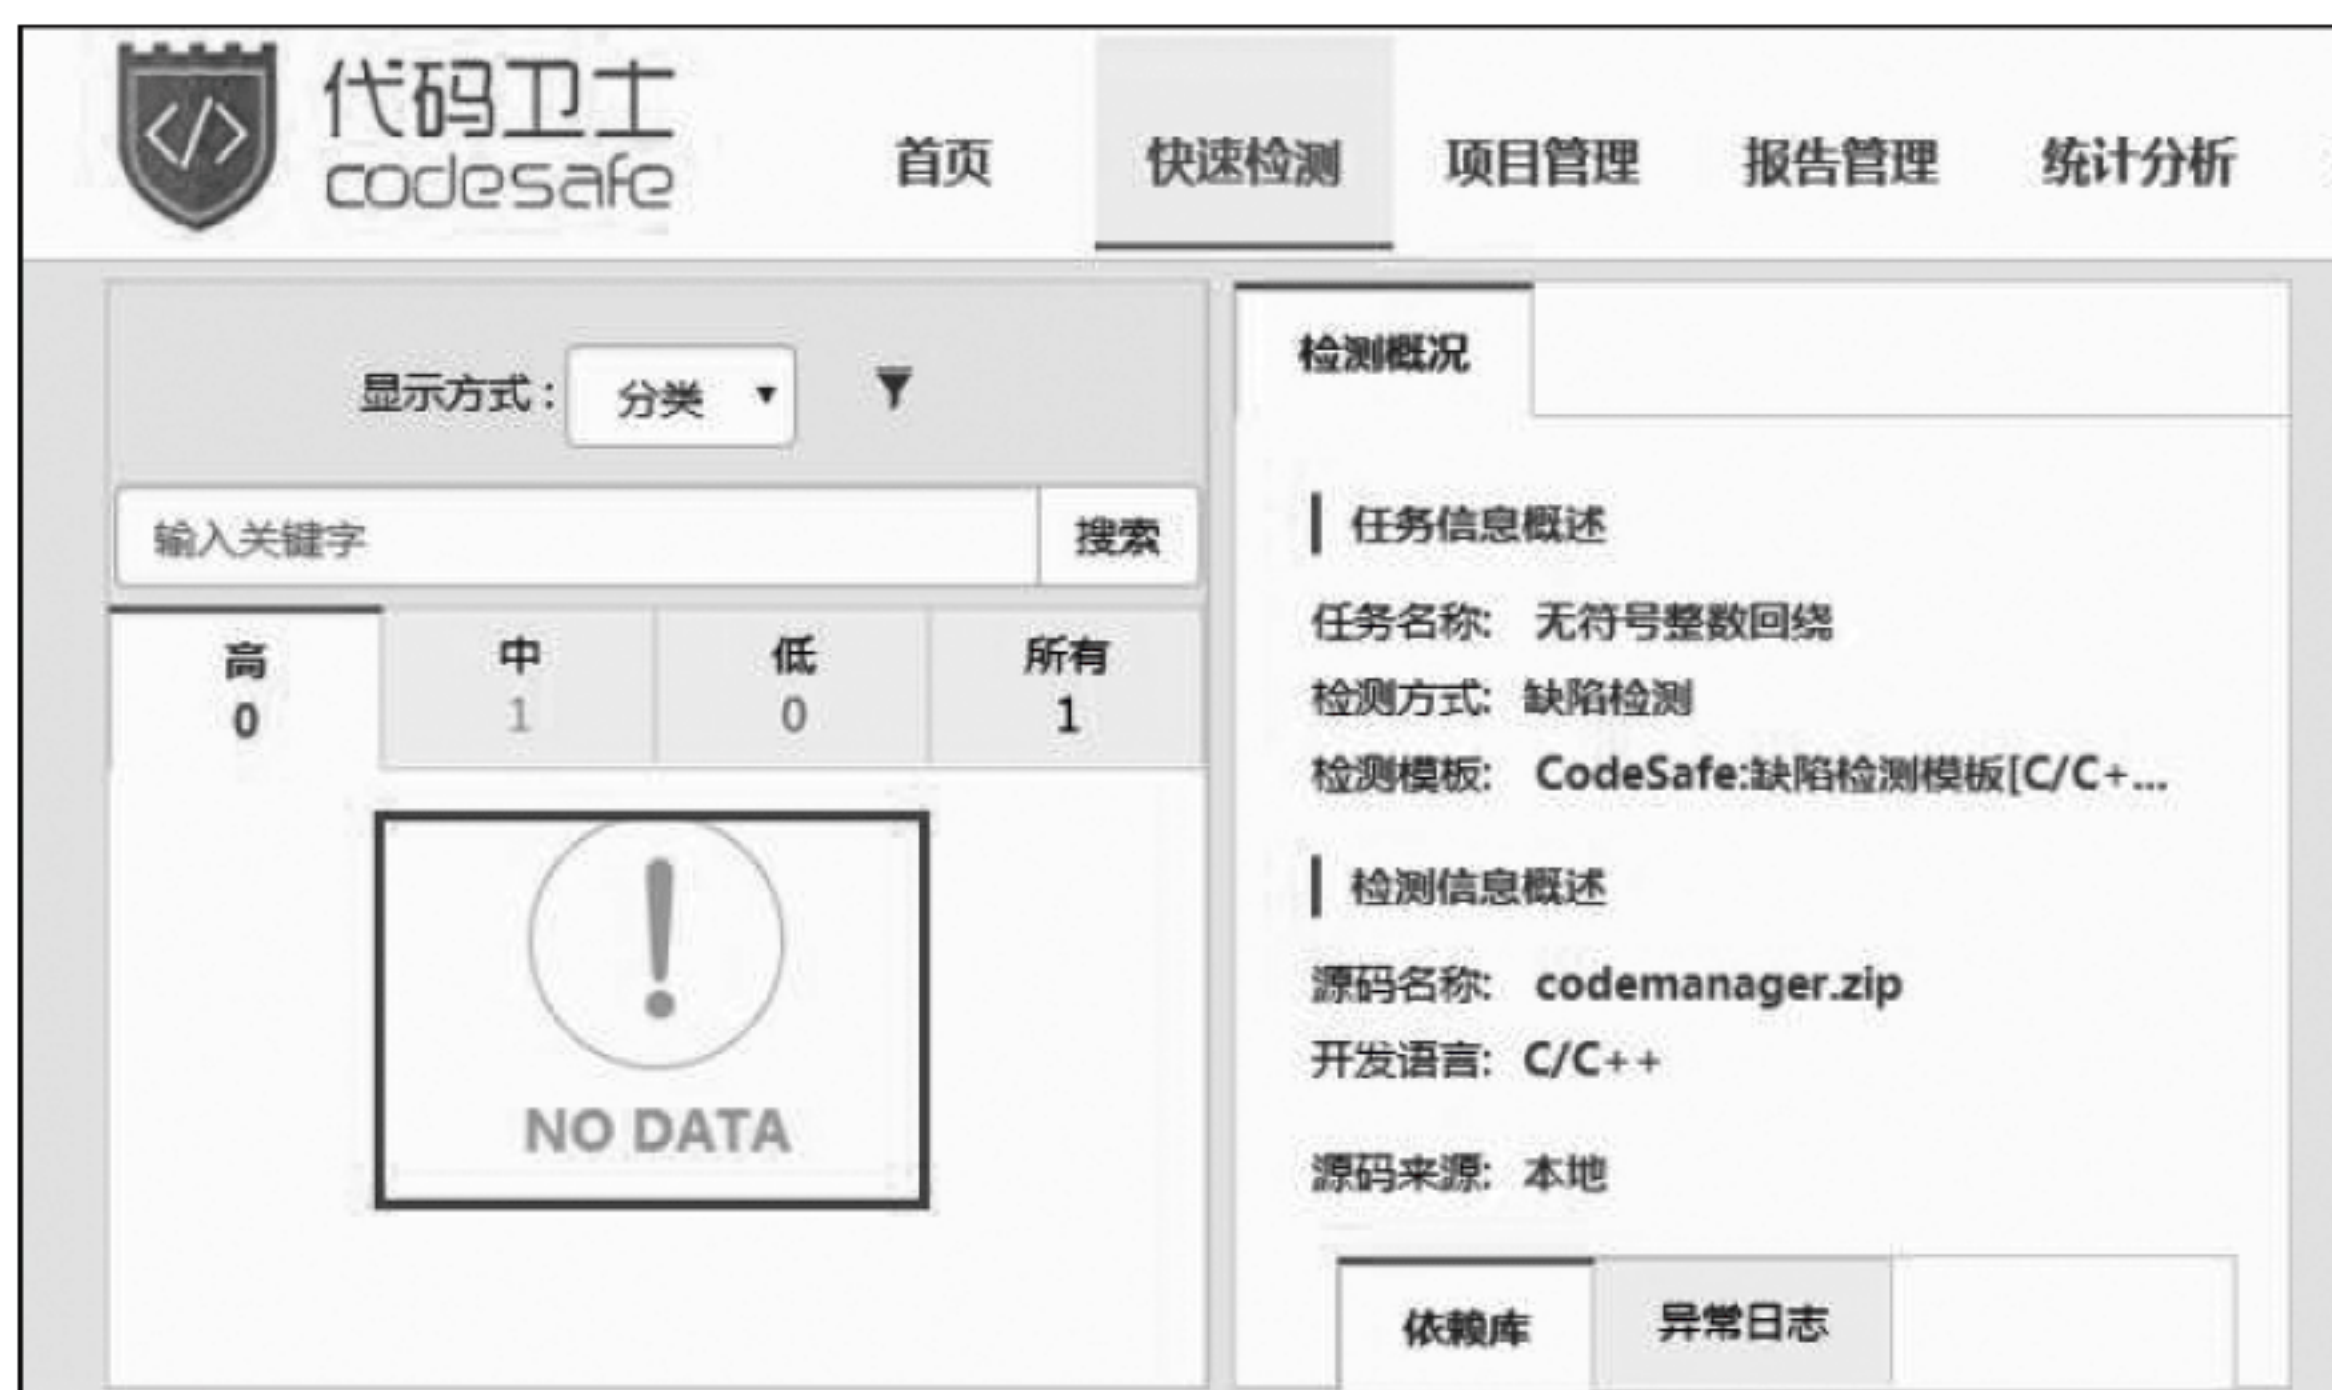 代码卫士
codesafe
首页 快速检测 项目管理 报告管理 统计分析
显示方式： 分类
输入关键字 搜索
高 中 低 所有
0 1 0 1
NO DATA
检测概况
任务信息概述
任务名称: 无符号整数回绕
检测方式: 缺陷检测
检测模板: CodeSafe:缺陷检测模板[C/C+...
检测信息概述
源码名称: codemanager.zip
开发语言: C/C++
源码来源: 本地
依赖库 异常日志